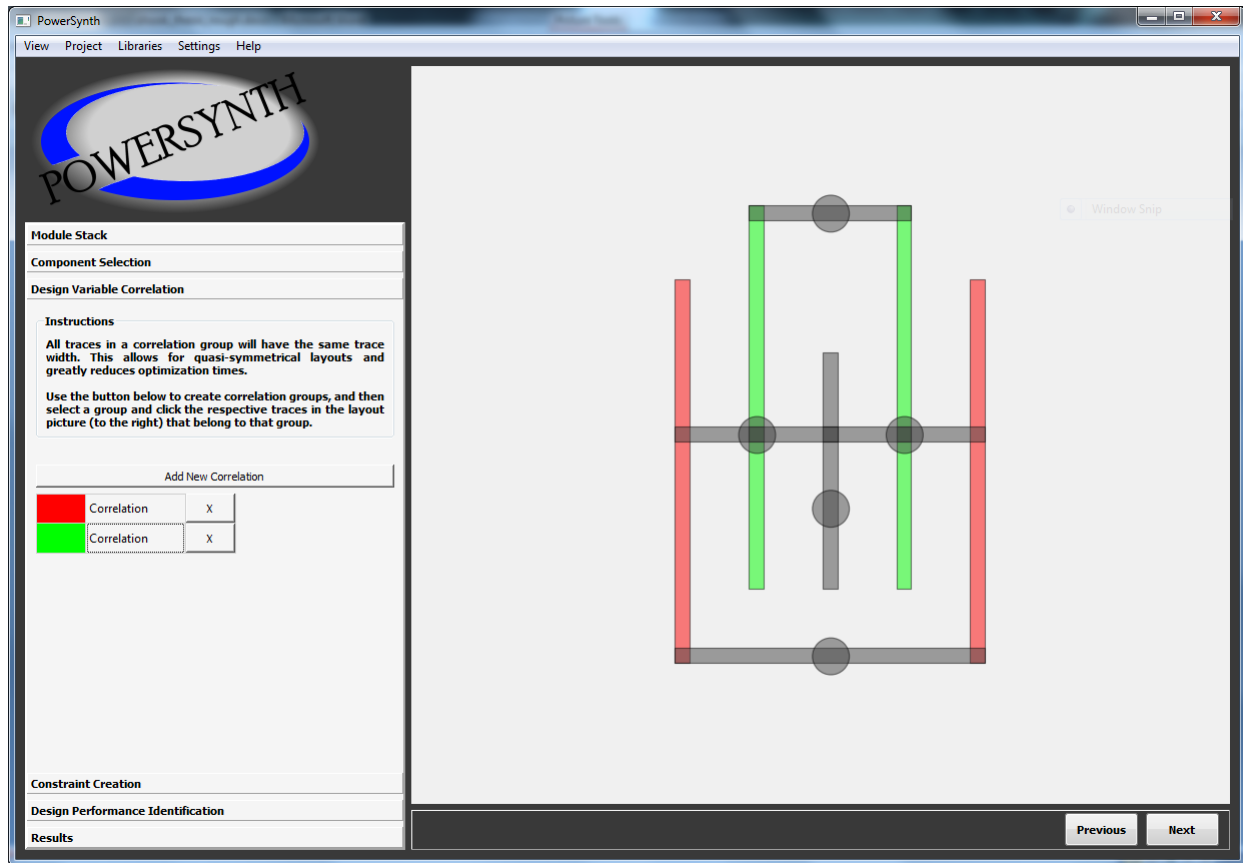 PowerSynth
View Project Libraries Settings Help
POWERSYNTH
Window Snip
Module Stack
Component Selection
Design Variable Correlation
Instructions
All traces in a correlation group will have the same trace
width. This allows for quasi-symmetrical layouts and
greatly reduces optimization times.
Use the button below to create correlation groups, and then
select a group and click the respective traces in the layout
picture (to the right) that belong to that group.
Add New Correlation
Correlation X
Correlation X
Constraint Creation
Design Performance Identification
Results
Previous Next